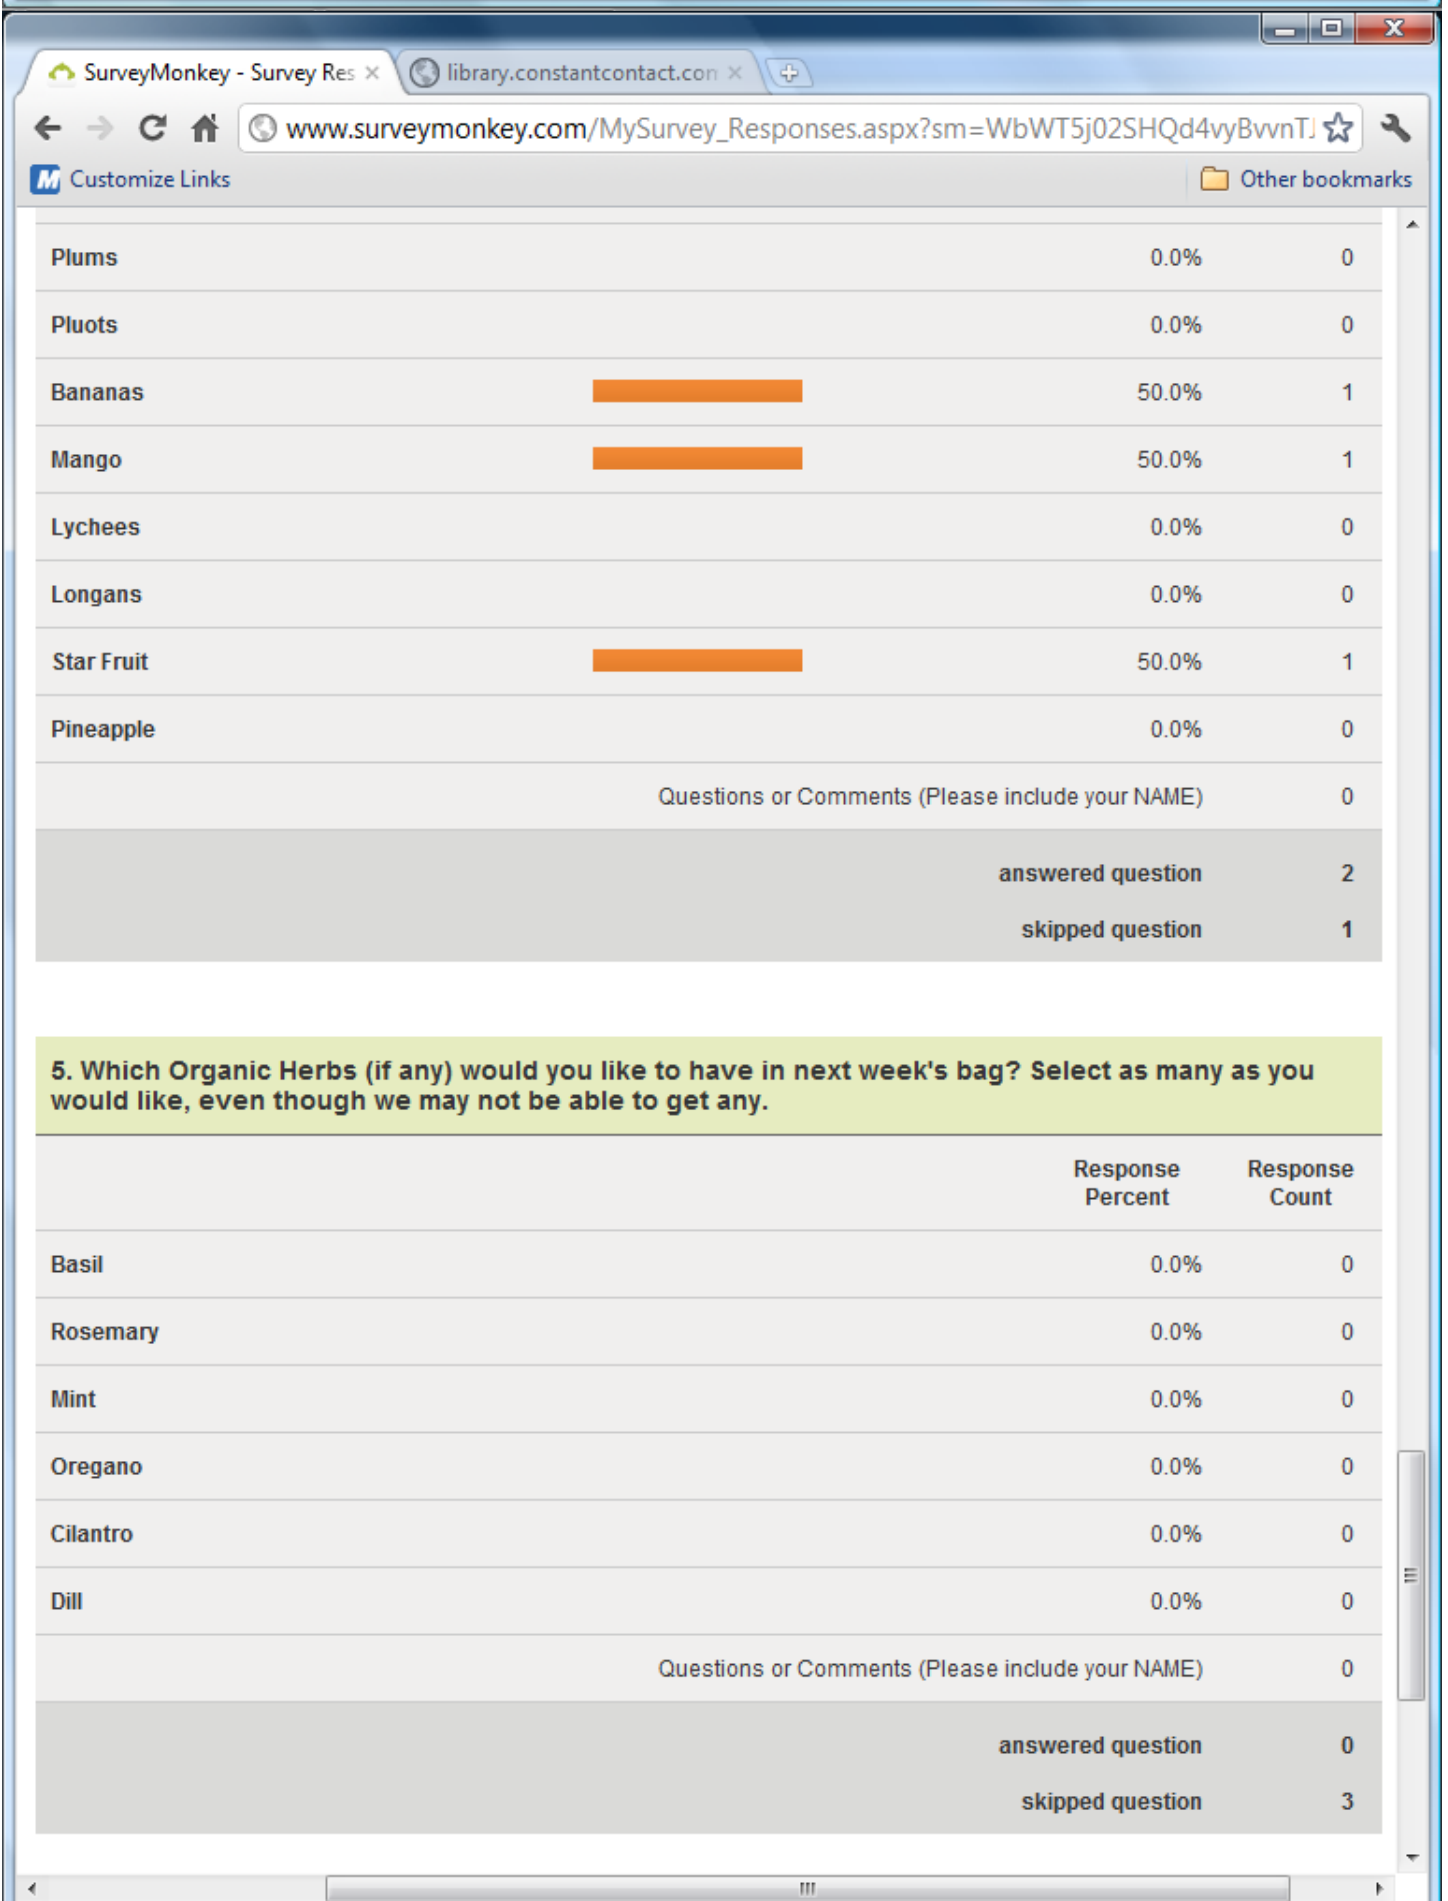 SurveyMonkey - Survey Res
library.constantcontact.con
www.surveymonkey.com/MySurvey_Responses.aspx?sm=WbWT5j02SHQd4vyBvvnTJ
Customize Links
Other bookmarks
Plums 0.0% 0
Pluots 0.0% 0
Bananas 50.0% 1
Mango 50.0% 1
Lychees 0.0% 0
Longans 0.0% 0
Star Fruit 50.0% 1
Pineapple 0.0% 0
Questions or Comments (Please include your NAME) 0
answered question 2
skipped question 1
5. Which Organic Herbs (if any) would you like to have in next week's bag? Select as many as you
would like, even though we may not be able to get any.
Response Response
Percent Count
Basil 0.0% 0
Rosemary 0.0% 0
Mint 0.0% 0
Oregano 0.0% 0
Cilantro 0.0% 0
Dill 0.0% 0
Questions or Comments (Please include your NAME) 0
answered question 0
skipped question 3